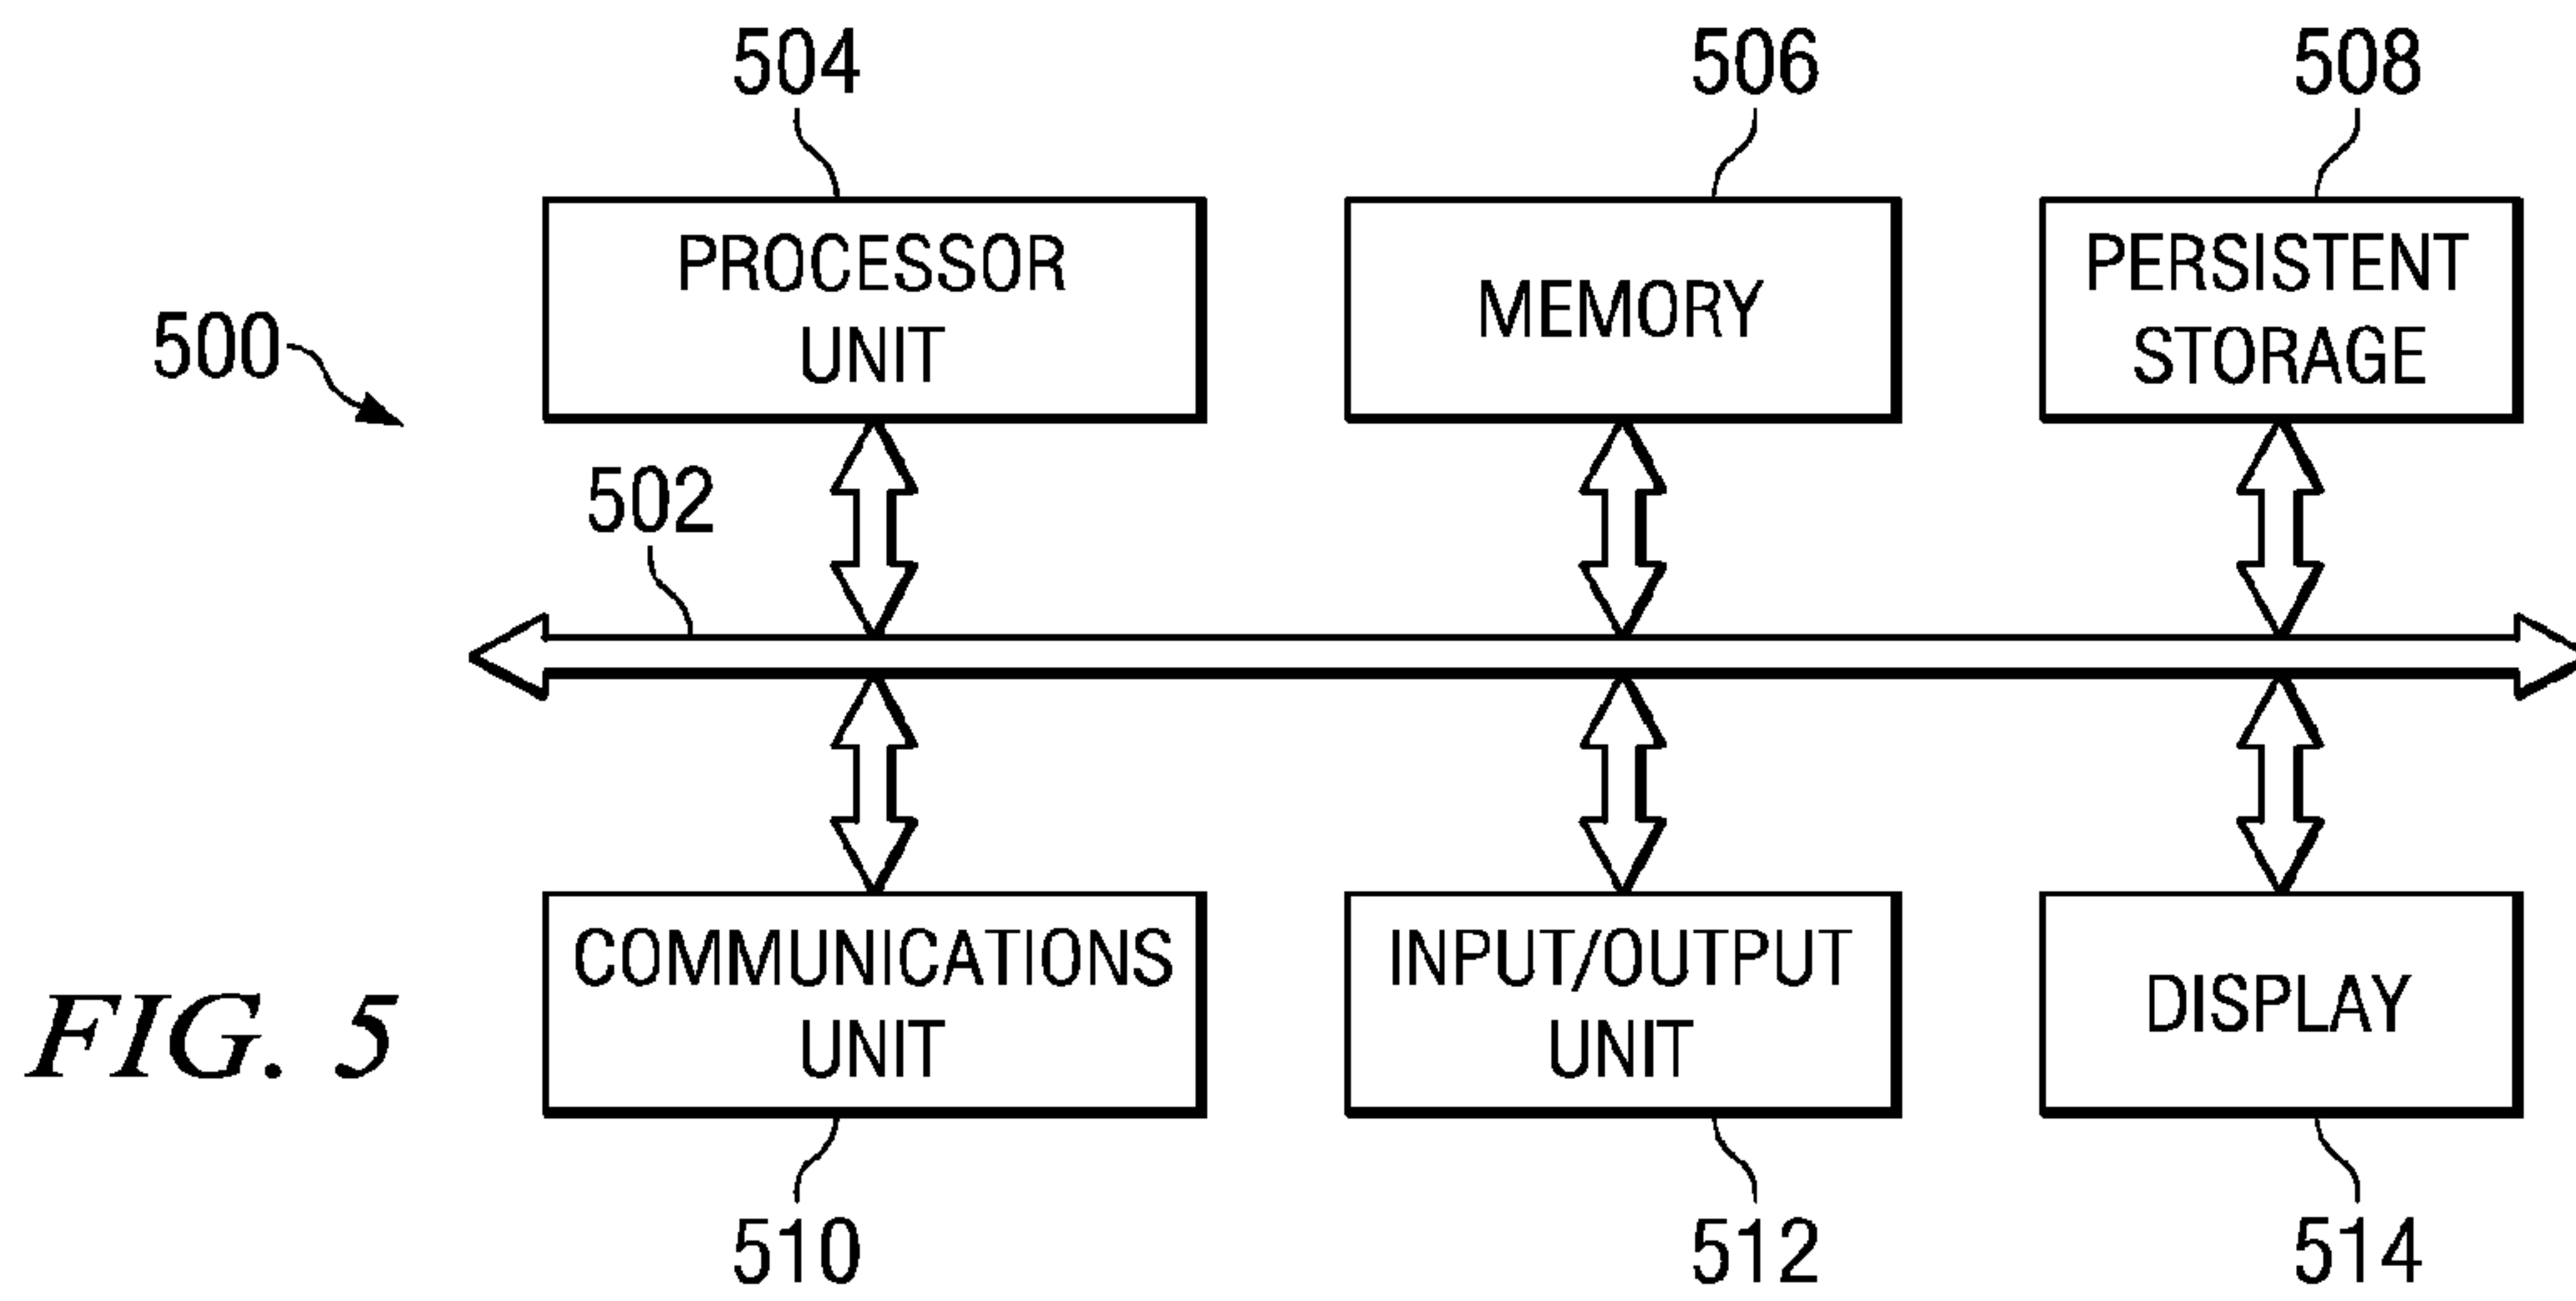 504
506
508
PROCESSOR
UNIT
MEMORY
PERSISTENT
STORAGE
500
502
COMMUNICATIONS
UNIT
INPUT/OUTPUT
UNIT
DISPLAY
FIG. 5
510
512
514